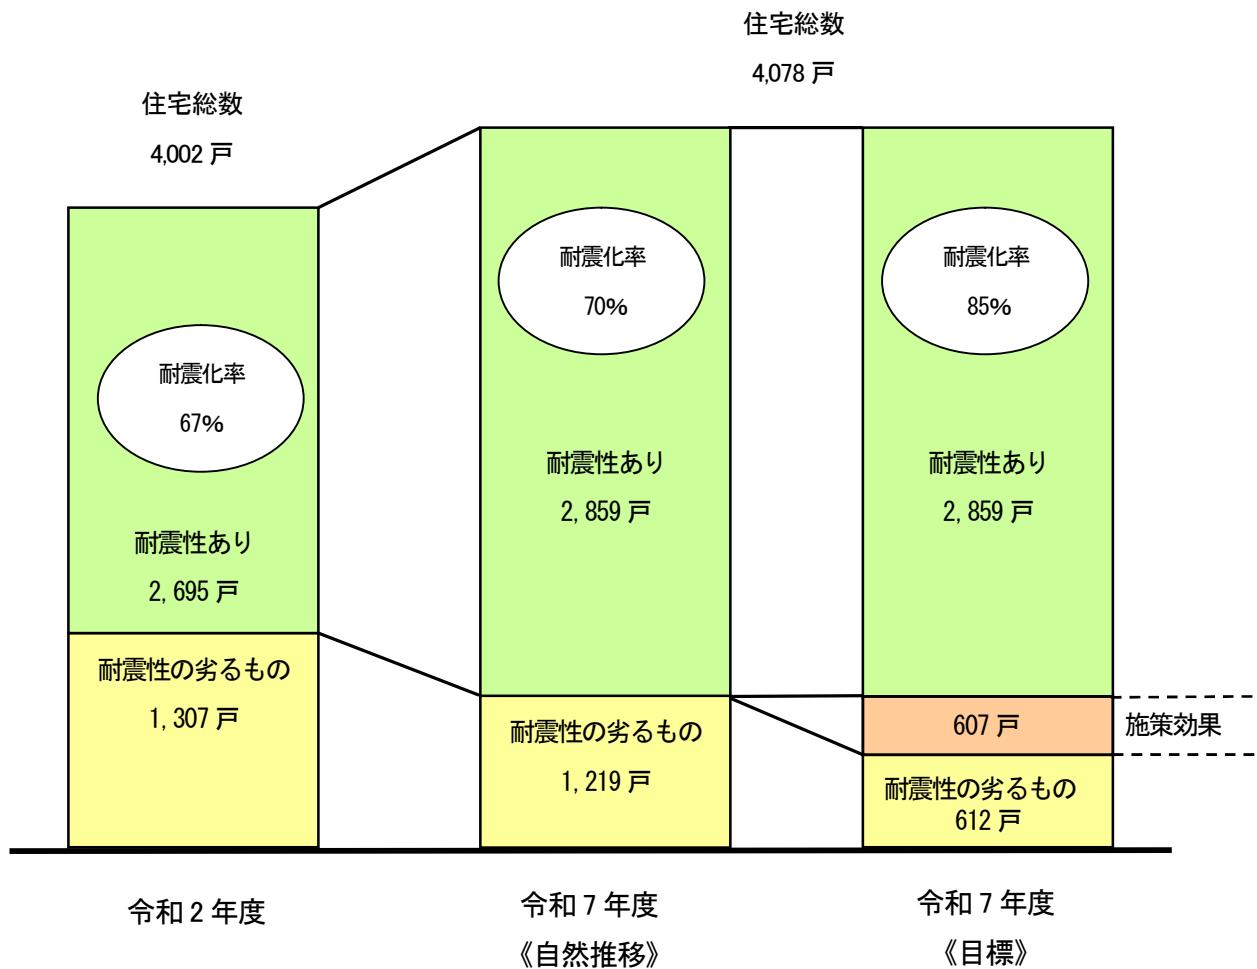 住宅総数
4,002 戸
耐震化率
67%
耐震性あり
2,695 戸
耐震性の劣るもの
1,307 戸
令和 2 年度
住宅総数
4,078 戸
耐震化率
70%
耐震性あり
2,859 戸
耐震性の劣るもの
1,219 戸
令和 7 年度
《自然推移》
耐震化率
85%
耐震性あり
2,859 戸
607 戸
施策効果
耐震性の劣るもの
612 戸
令和 7 年度
《目標》